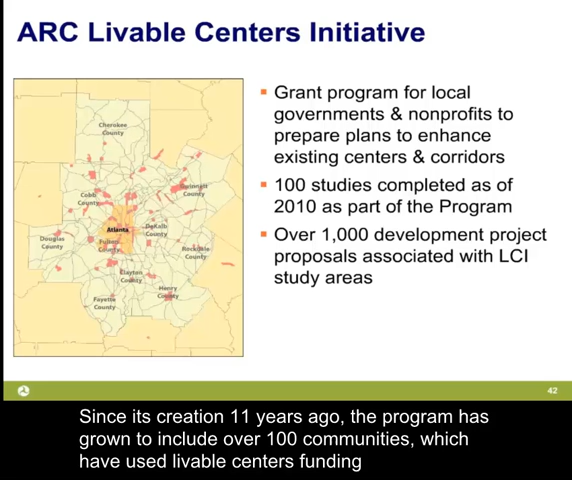 ARC Livable Centers Initiative
Cherokee
County
Cobb
County
Gwinnett
County
Atlanta
DeKalb
County
Fulton
County
Douglas
County
Rockdale
County
Clayton
County
Henry
County
Fayette
County
Grant program for local
governments & nonprofits to
prepare plans to enhance
existing centers & corridors
100 studies completed as of
2010 as part of the Program
Over 1,000 development project
proposals associated with LCI
study areas
42
Since its creation 11 years ago, the program has
grown to include over 100 communities, which
have used livable centers funding